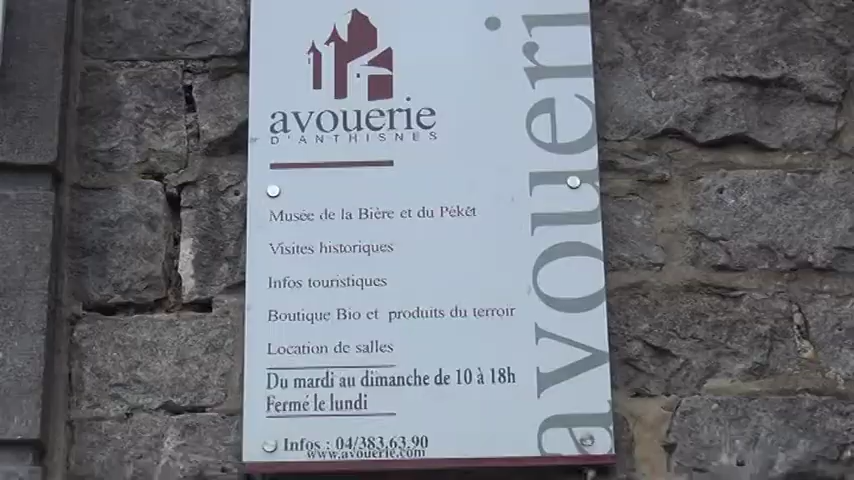 avouerie
D'ANTHISNES
Musée de la Bière et du Pékêt
Visites historiques
Infos touristiques
Boutique Bio et produits du terroir
Location de salles
Du mardi au dimanche de 10 à 18h
Fermé le lundi
Infos : 04/383.63.90
www.avouerie.com
avoueri